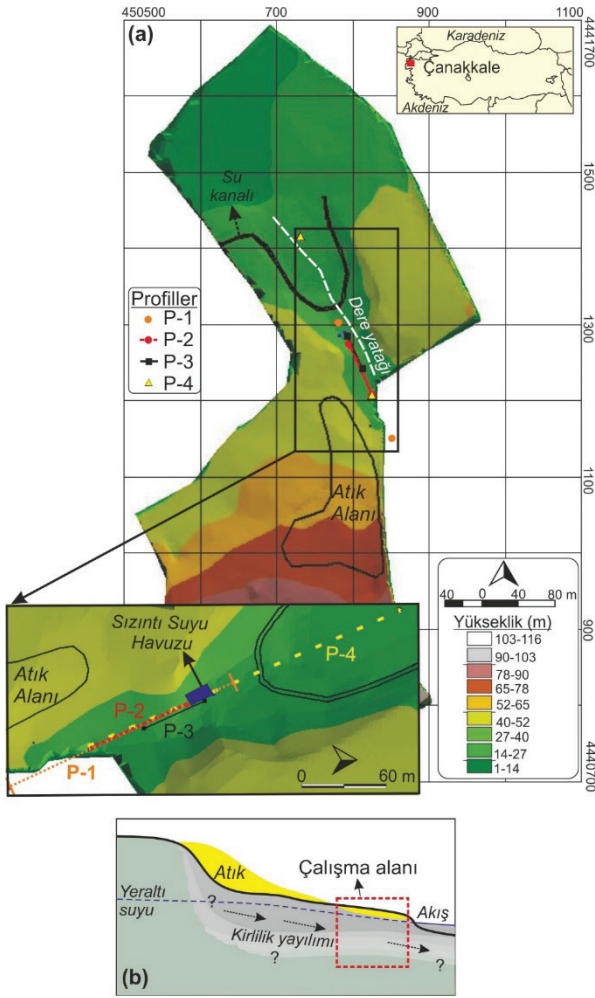 450500
700
900
1100
(a)
Karadeniz
Çanakkale
Akdeniz
4441700
1500
Su
kanalı
Profiller
P-1
P-2
P-3
P-4
Dere yatağı
1300
1100
Atık
Alanı
40 0 40 80 m
Yükseklik (m)
103-116
90-103
78-90
65-78
52-65
40-52
27-40
14-27
1-14
900
4440700
Sızıntı Suyu
Havuzu
Atık
Alanı
P-4
P-2
P-3
P-1
0 60 m
(b)
Atık
Çalışma alanı
Yeraltı
suyu
?
Akış
Kirlilik yayılımı
?
?